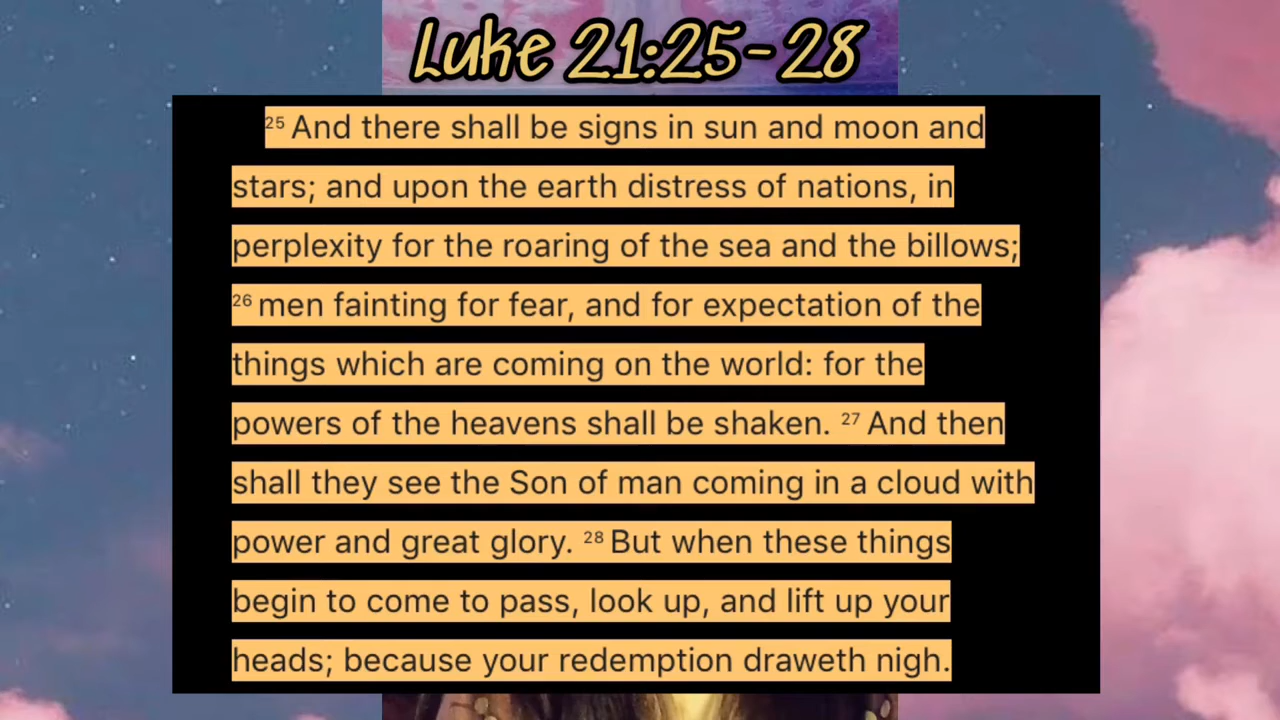 Luke 21:25-28
25 And there shall be signs in sun and moon and
stars; and upon the earth distress of nations, in
perplexity for the roaring of the sea and the billows;
26 men fainting for fear, and for expectation of the
things which are coming on the world: for the
powers of the heavens shall be shaken. 27 And then
shall they see the Son of man coming in a cloud with
power and great glory. 28 But when these things
begin to come to pass, look up, and lift up your
heads; because your redemption draweth nigh.